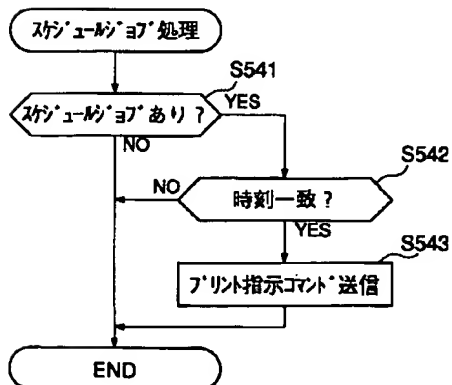 スケジュールジョブ処理
S541
スケジュールジョブあり？
YES
NO
S542
NO
時刻一致？
YES
S543
プリント指示コマンド送信
END